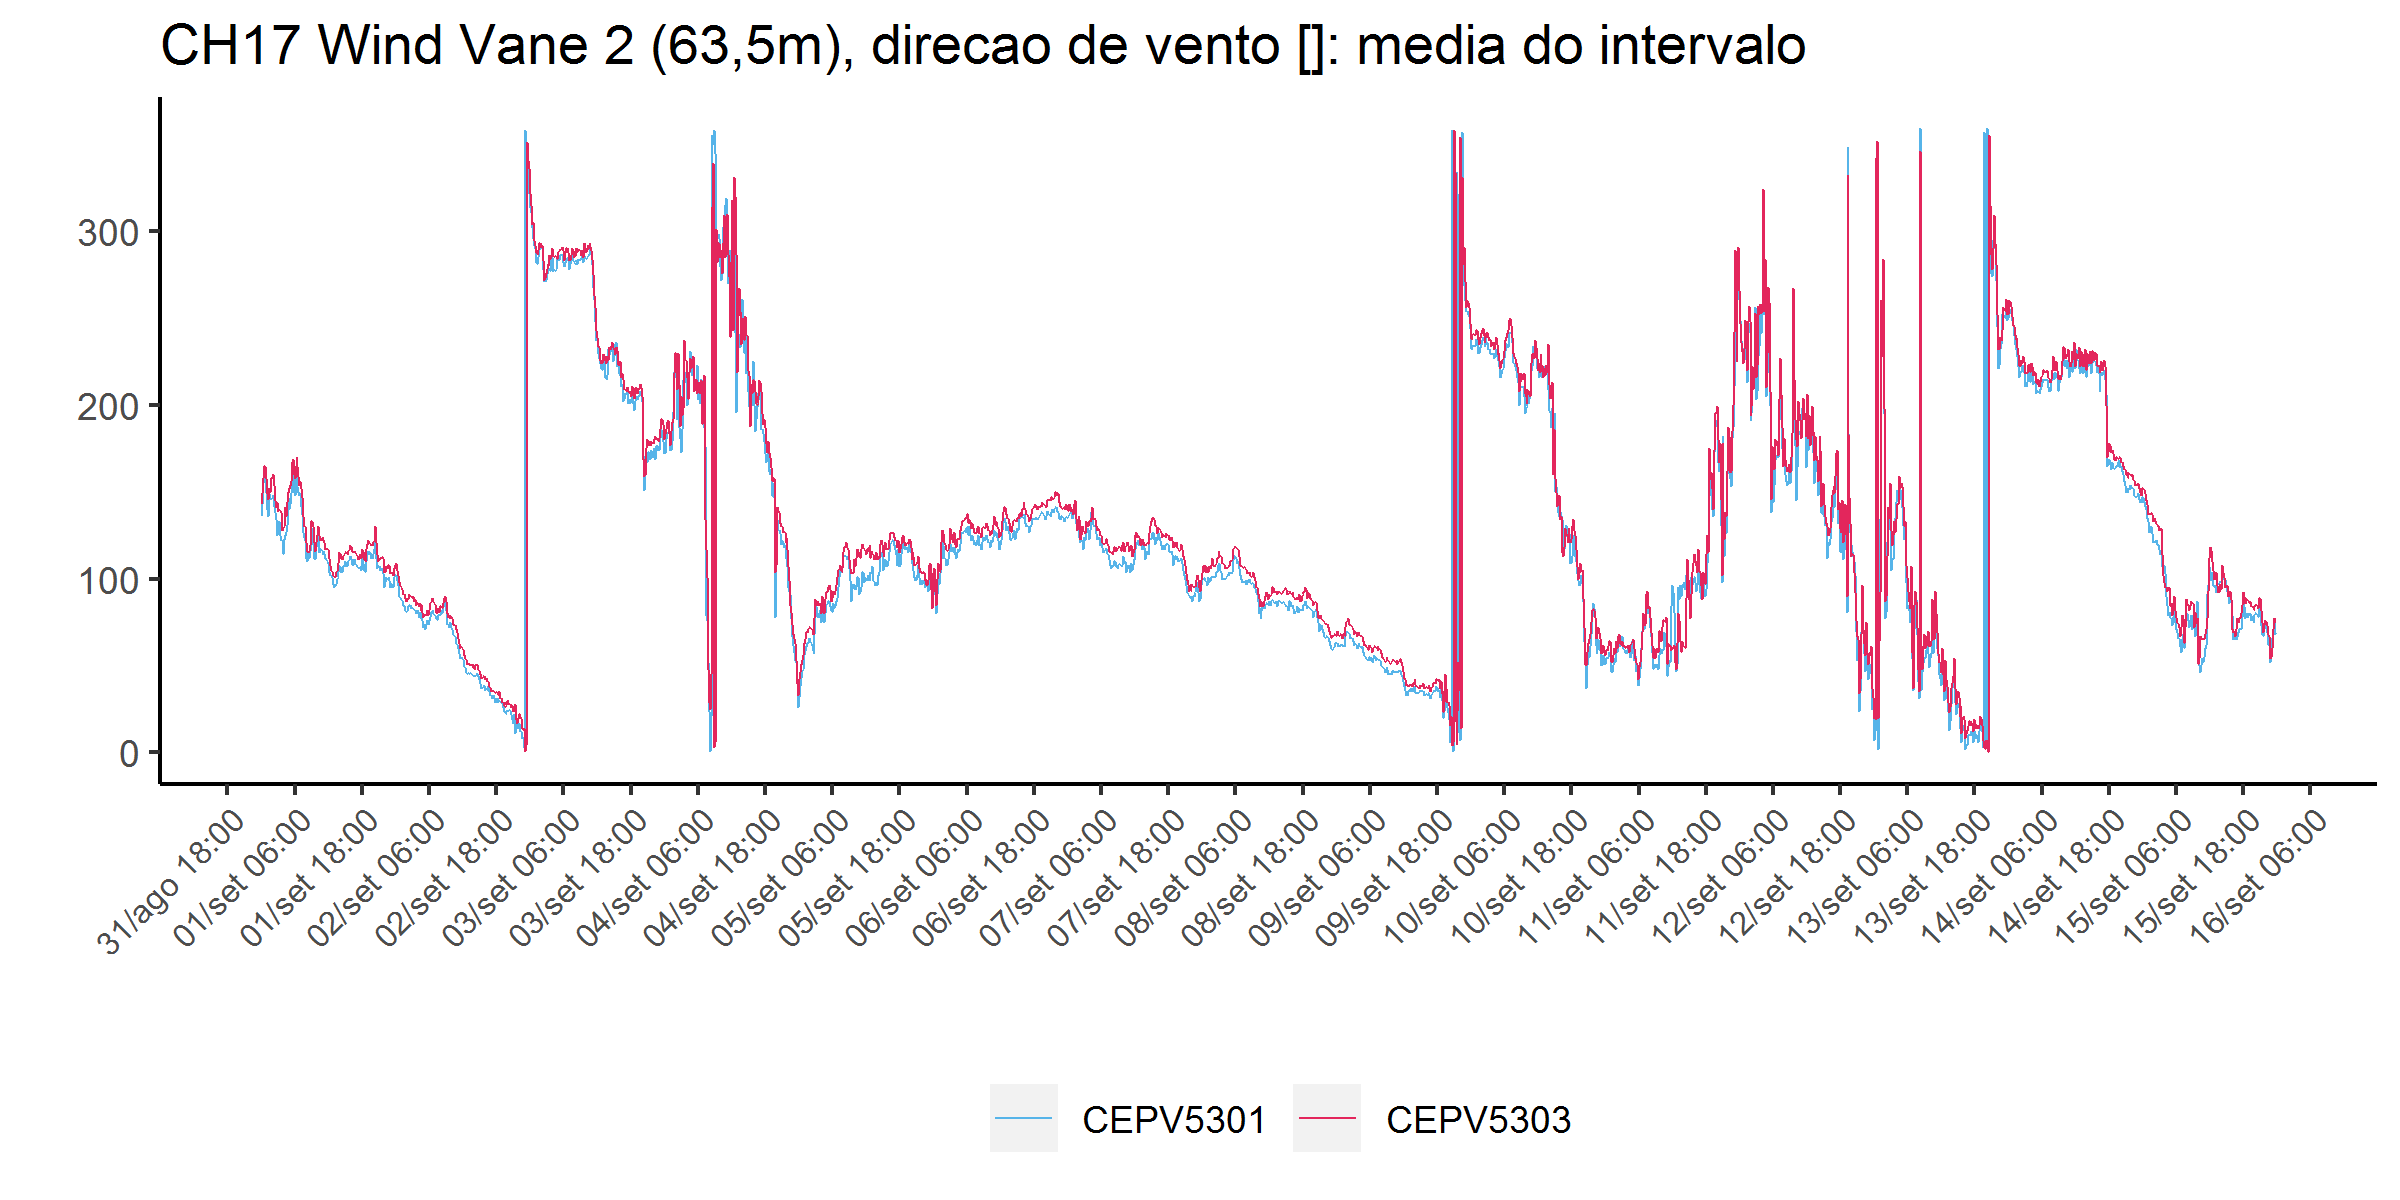 CH17 Wind Vane 2 (63,5m), direcao de vento []: media do intervalo
300
200
100
0
31/ago 18:00
01/set 06:00
01/set 18:00
02/set 06:00
02/set 18:00
03/set 06:00
03/set 18:00
04/set 06:00
04/set 18:00
05/set 06:00
05/set 18:00
06/set 06:00
06/set 18:00
07/set 06:00
07/set 18:00
08/set 06:00
08/set 18:00
09/set 06:00
09/set 18:00
10/set 06:00
10/set 18:00
11/set 06:00
11/set 18:00
12/set 06:00
12/set 18:00
13/set 06:00
13/set 18:00
14/set 06:00
14/set 18:00
15/set 06:00
15/set 18:00
16/set 06:00
CEPV5301
CEPV5303